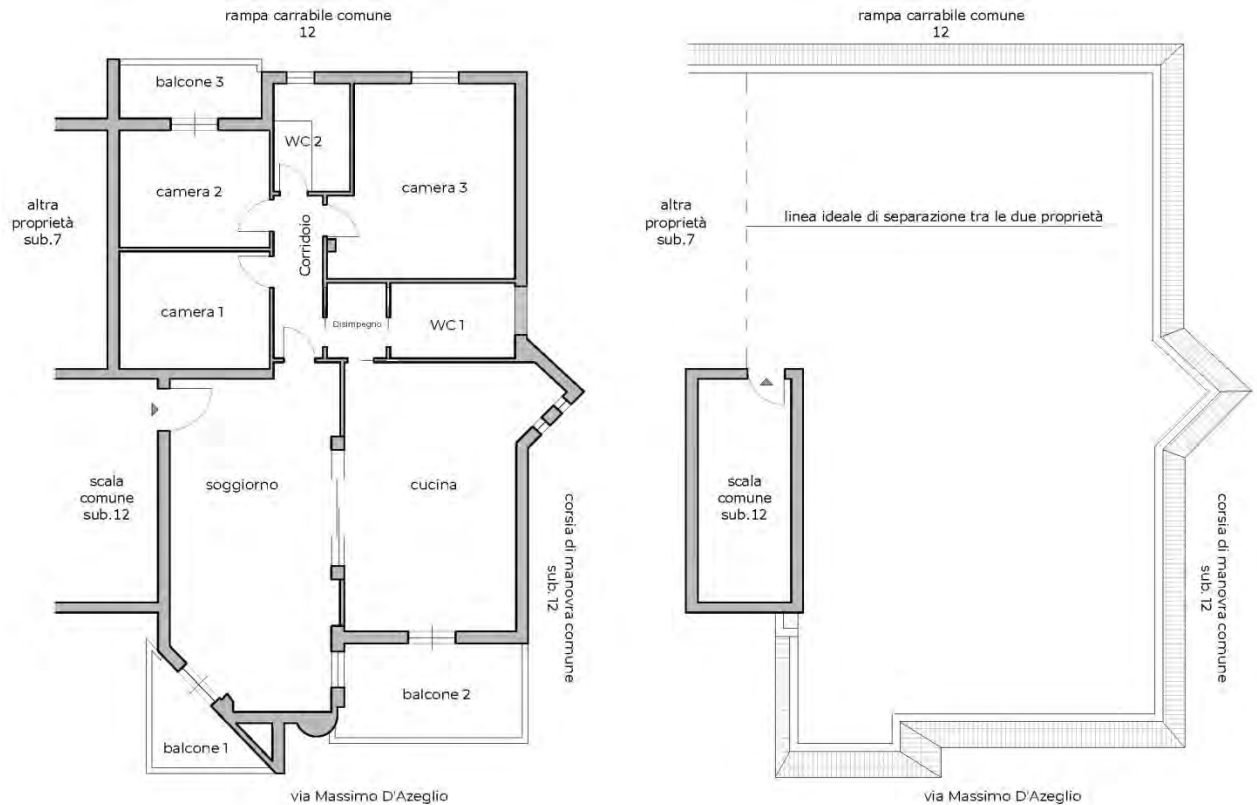 rampa carrabile comune
12
balcone 3
WC 2
camera 2
camera 3
altra
proprietà
sub.7
Corridoio
camera 1
Disimpegno
WC 1
scala
comune
sub.12
soggiorno
cucina
corsia di manovra comune
sub. 12
balcone 2
balcone 1
via Massimo D'Azeglio
rampa carrabile comune
12
altra
proprietà
sub.7
linea ideale di separazione tra le due proprietà
scala
comune
sub.12
corsia di manovra comune
sub. 12
via Massimo D'Azeglio